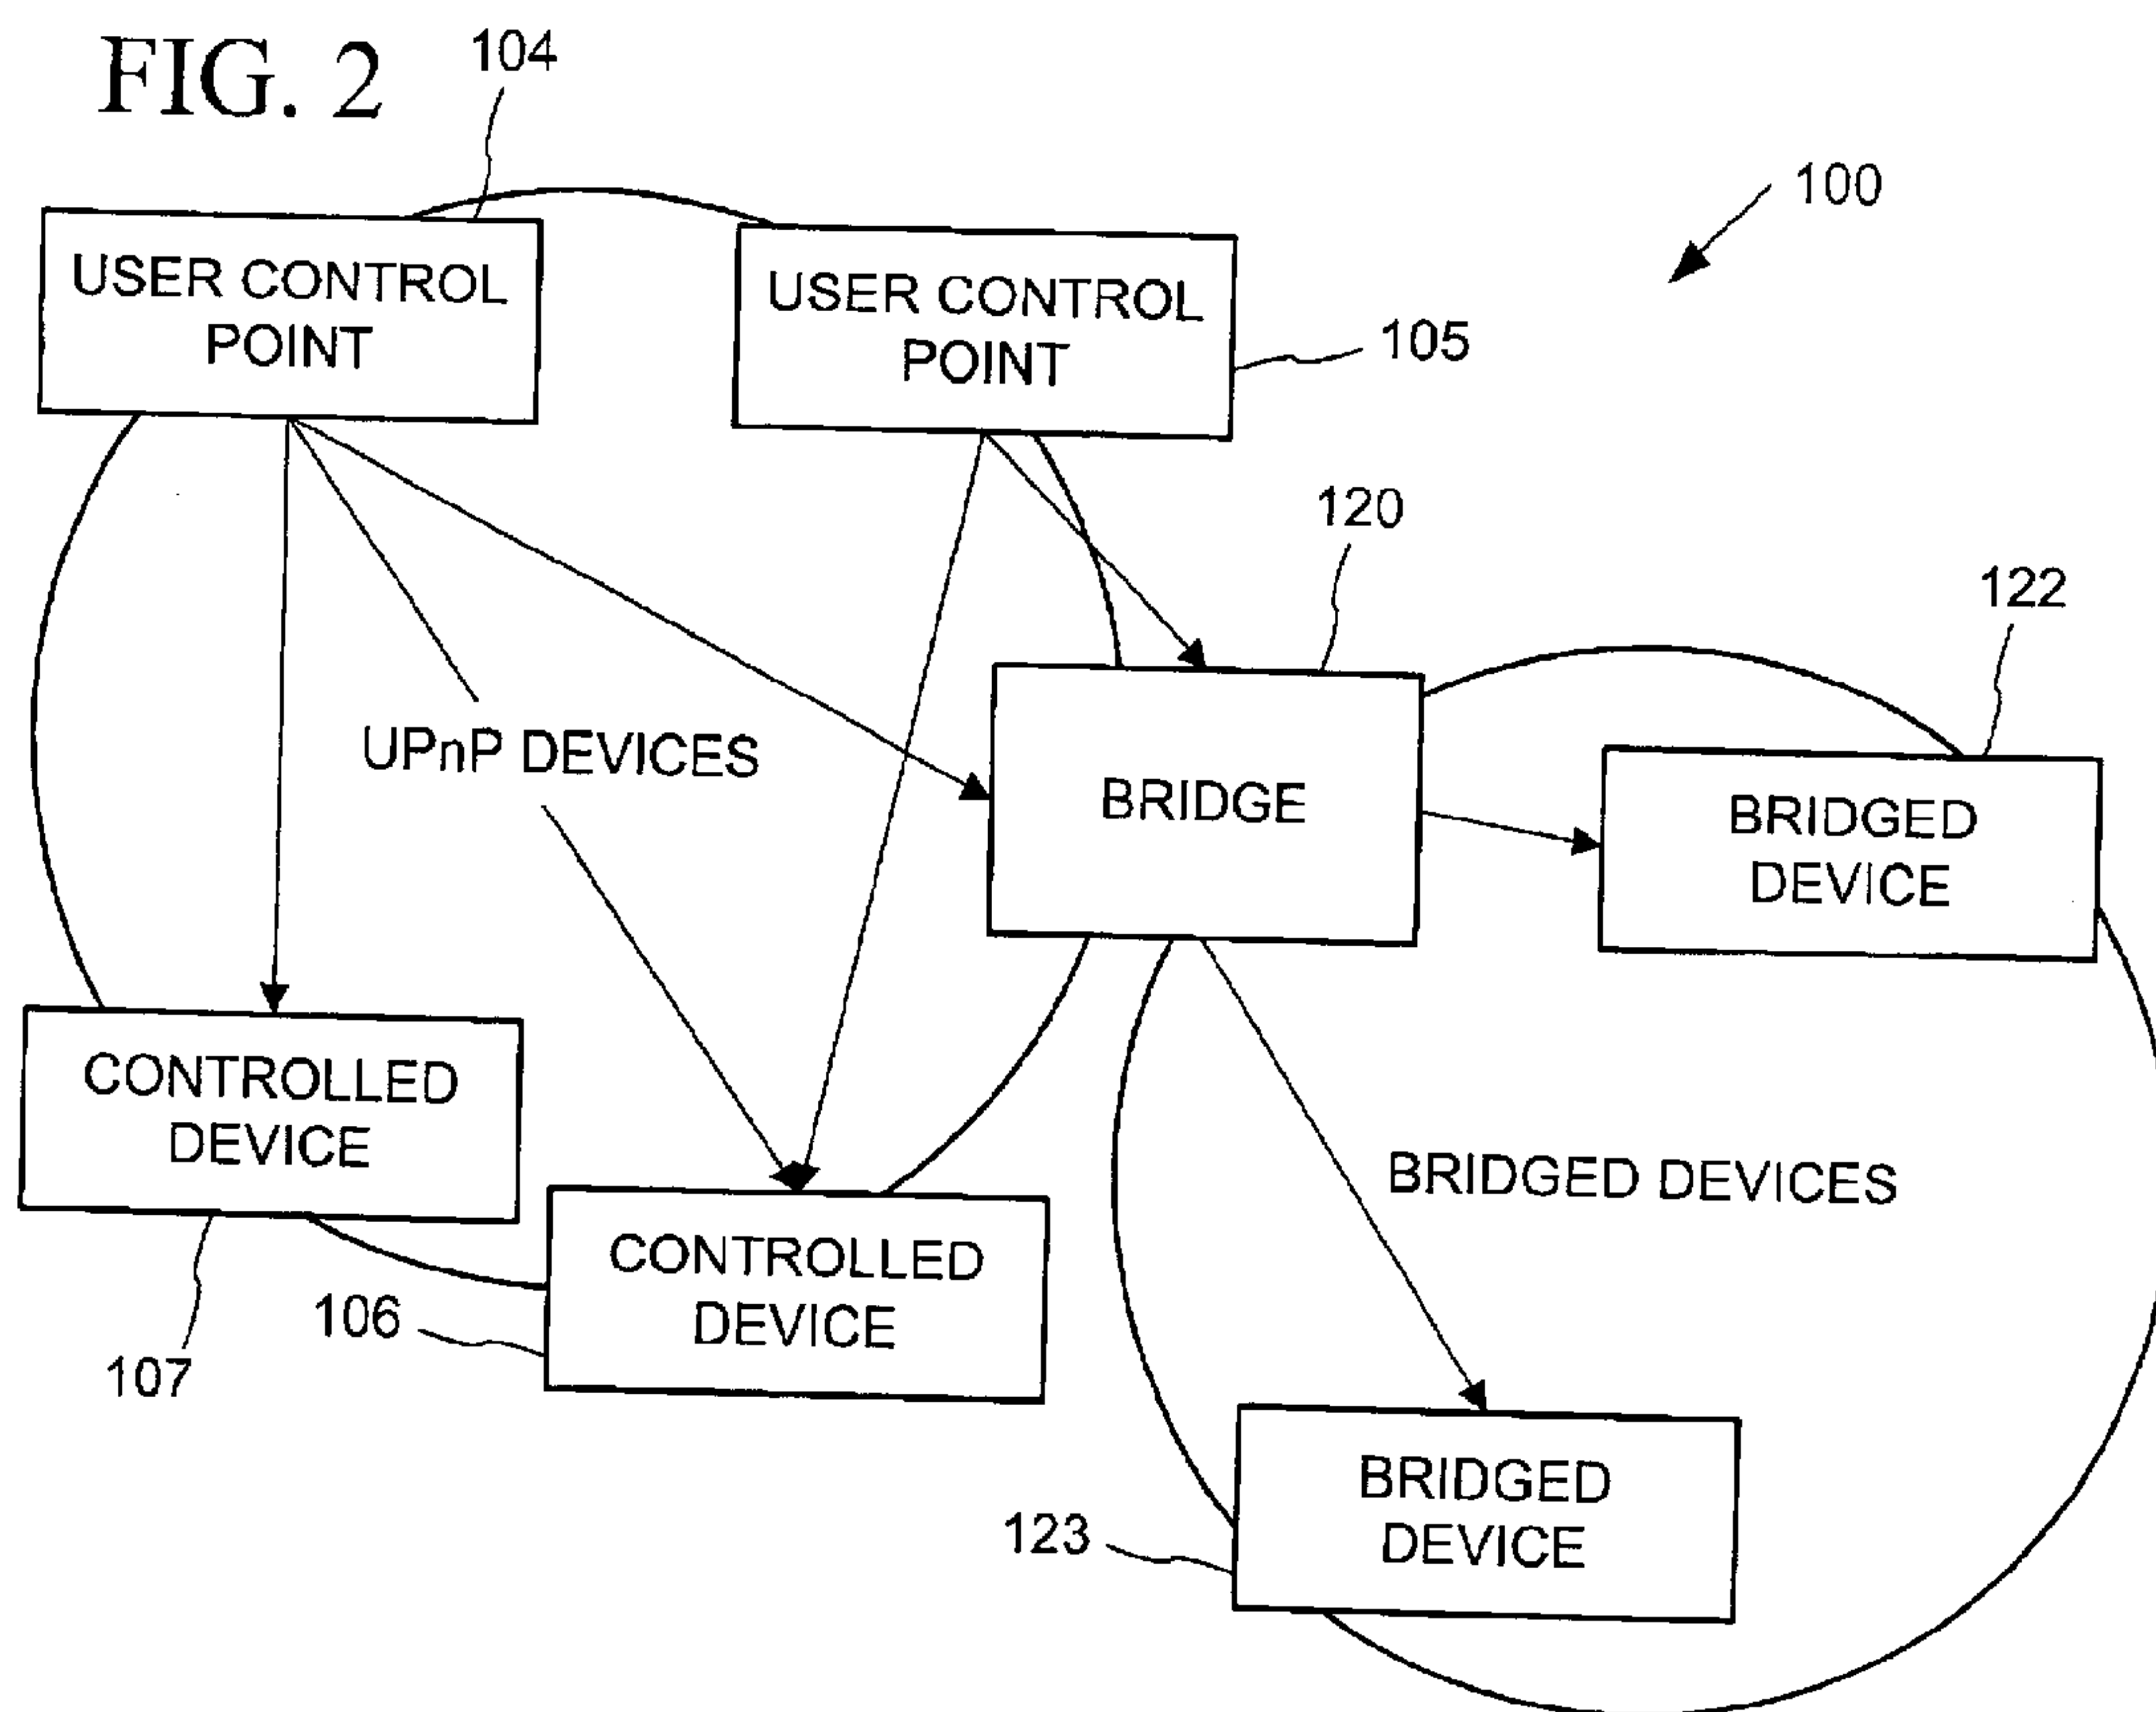 FIG. 2
104
100
USER CONTROL
POINT
USER CONTROL
POINT
105
120
122
UPnP DEVICES
BRIDGE
BRIDGED
DEVICE
CONTROLLED
DEVICE
BRIDGED DEVICES
CONTROLLED
DEVICE
106
107
BRIDGED
DEVICE
123